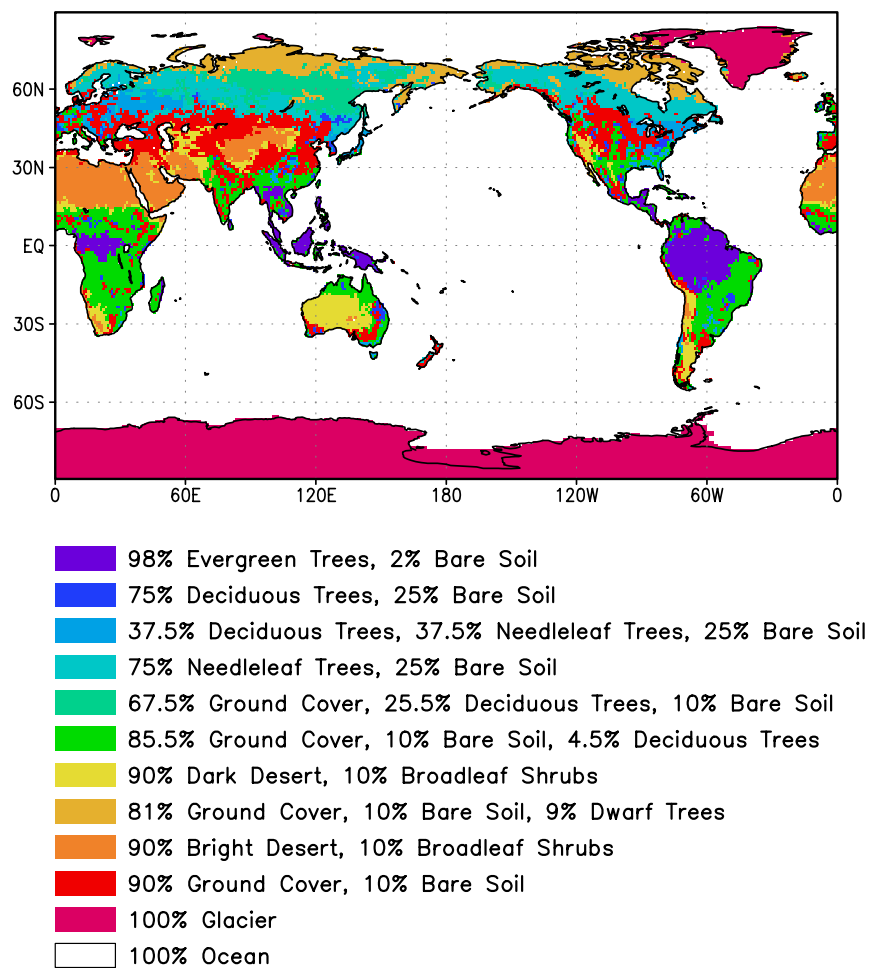 60N
30N
EQ
30S
60S
0 60E 120E 180 120W 60W 0
98% Evergreen Trees, 2% Bare Soil
75% Deciduous Trees, 25% Bare Soil
37.5% Deciduous Trees, 37.5% Needleleaf Trees, 25% Bare Soil
75% Needleleaf Trees, 25% Bare Soil
67.5% Ground Cover, 25.5% Deciduous Trees, 10% Bare Soil
85.5% Ground Cover, 10% Bare Soil, 4.5% Deciduous Trees
90% Dark Desert, 10% Broadleaf Shrubs
81% Ground Cover, 10% Bare Soil, 9% Dwarf Trees
90% Bright Desert, 10% Broadleaf Shrubs
90% Ground Cover, 10% Bare Soil
100% Glacier
100% Ocean